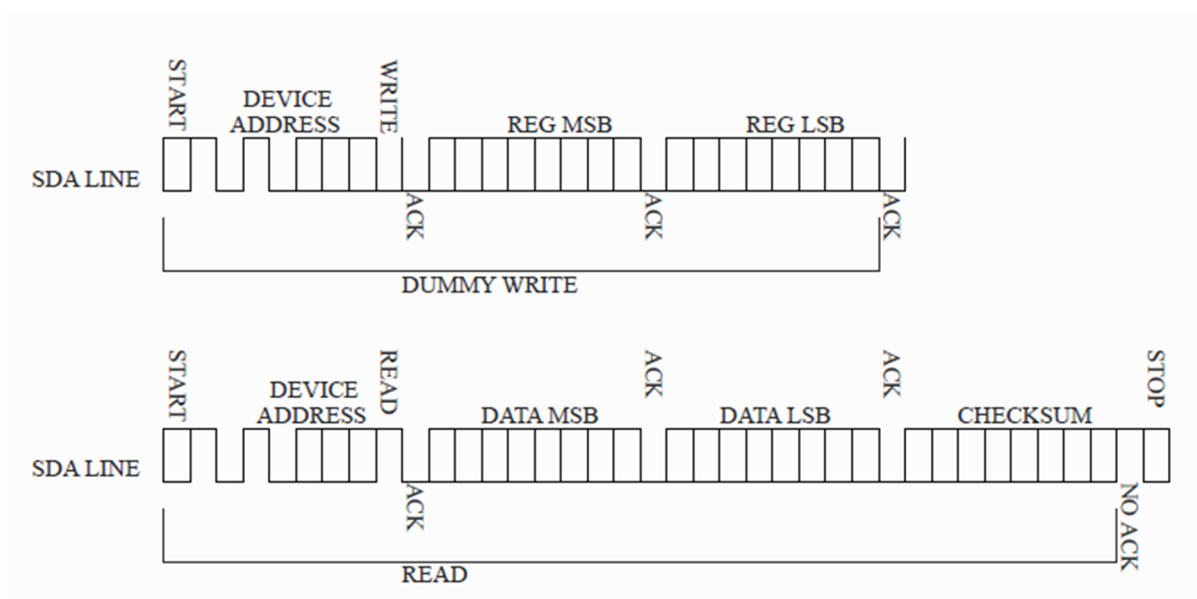 START
DEVICE
ADDRESS
WRITE
REG MSB
REG LSB
SDA LINE
ACK
ACK
ACK
DUMMY WRITE
START
DEVICE
ADDRESS
READ
DATA MSB
ACK
DATA LSB
ACK
CHECKSUM
STOP
SDA LINE
ACK
NO ACK
READ